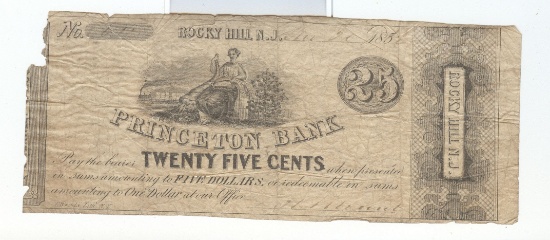 No.
ROCKY HILL N.J. 185
25
PRINCETON BANK
Pay the bearer TWENTY FIVE CENTS when presented
in sums amounting to FIVE DOLLARS, or redeemable in sums
amounting to One Dollar at our Office.
ROCKY HILL N.J.